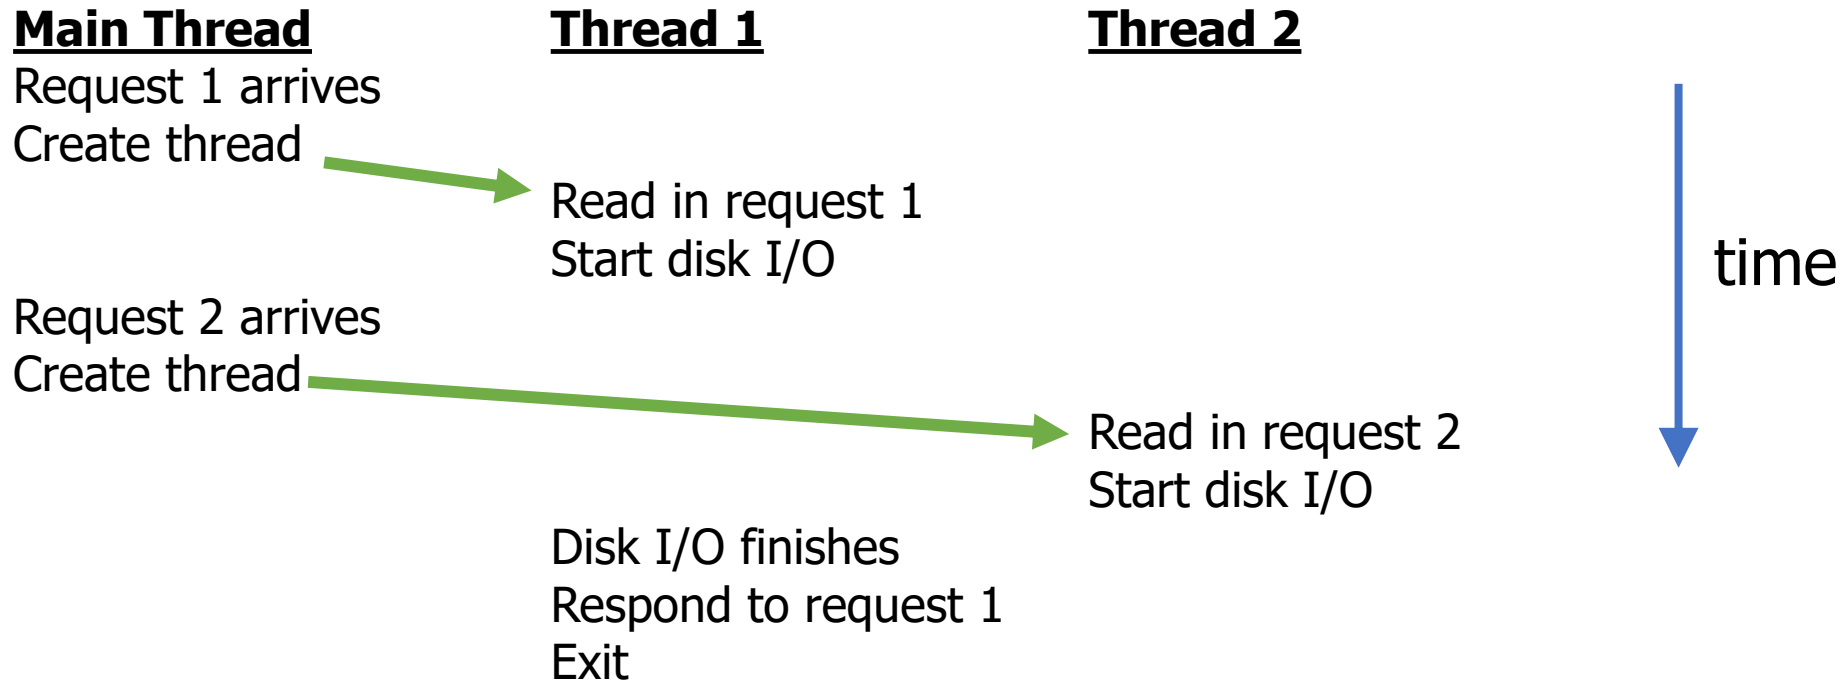 Main Thread
Thread 1
Thread 2
Request 1 arrives
Create thread
Read in request 1
Start disk I/O
time
Request 2 arrives
Create thread
Read in request 2
Start disk I/O
Disk I/O finishes
Respond to request 1
Exit